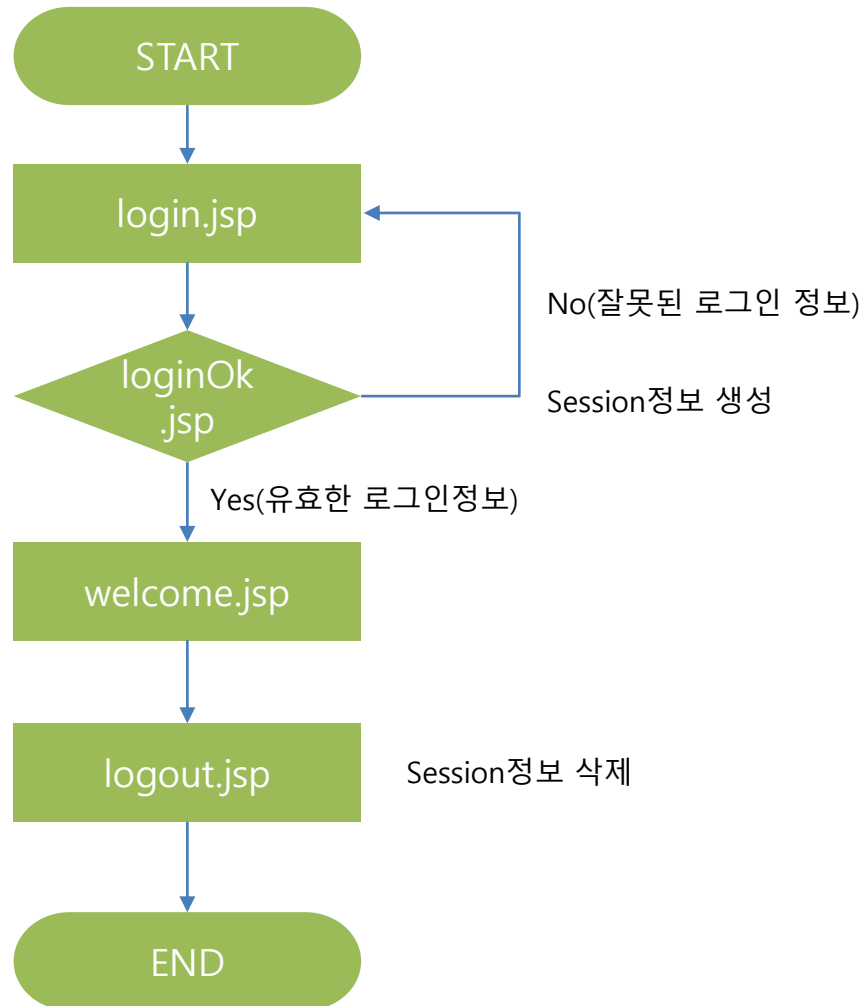 START
login.jsp
No(잘못된 로그인 정보)
loginOk
.jsp
Session정보 생성
Yes(유효한 로그인정보)
welcome.jsp
logout.jsp
Session정보 삭제
END